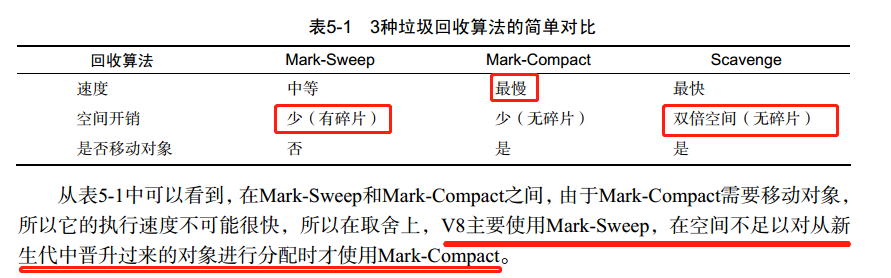 表5-1 3种垃圾回收算法的简单对比
回收算法 Mark-Sweep Mark-Compact Scavenge
速度 中等 最慢 最快
空间开销 少（有碎片） 少（无碎片） 双倍空间（无碎片）
是否移动对象 否 是 是
从表5-1中可以看到，在Mark-Sweep和Mark-Compact之间，由于Mark-Compact需要移动对象，
所以它的执行速度不可能很快，所以在取舍上，V8主要使用Mark-Sweep，在空间不足以对从新
生代中晋升过来的对象进行分配时才使用Mark-Compact。